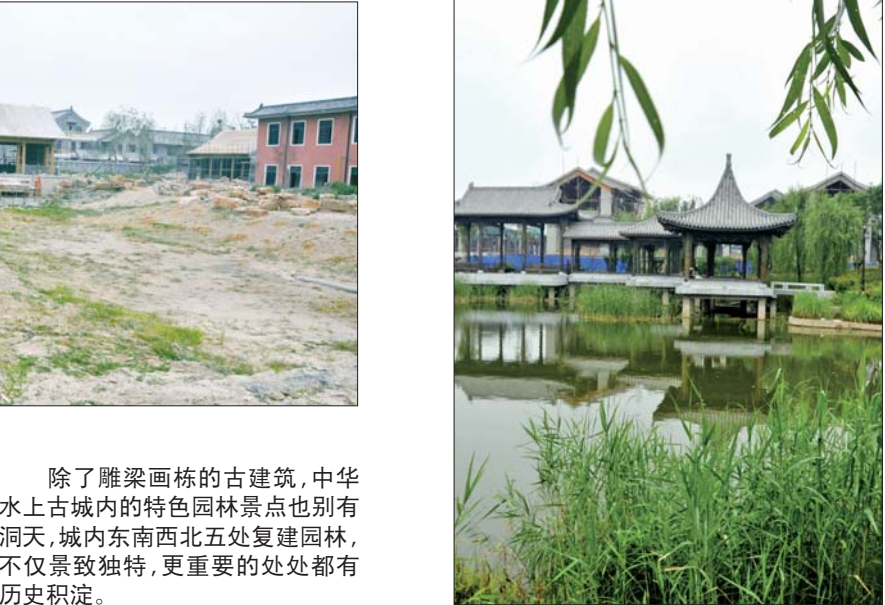 除了雕梁画栋的古建筑,中华
水上古城内的特色园林景点也别有
洞天,城内东南西北五处复建园林,
不仅景致独特,更重要的处处都有
历史积淀。